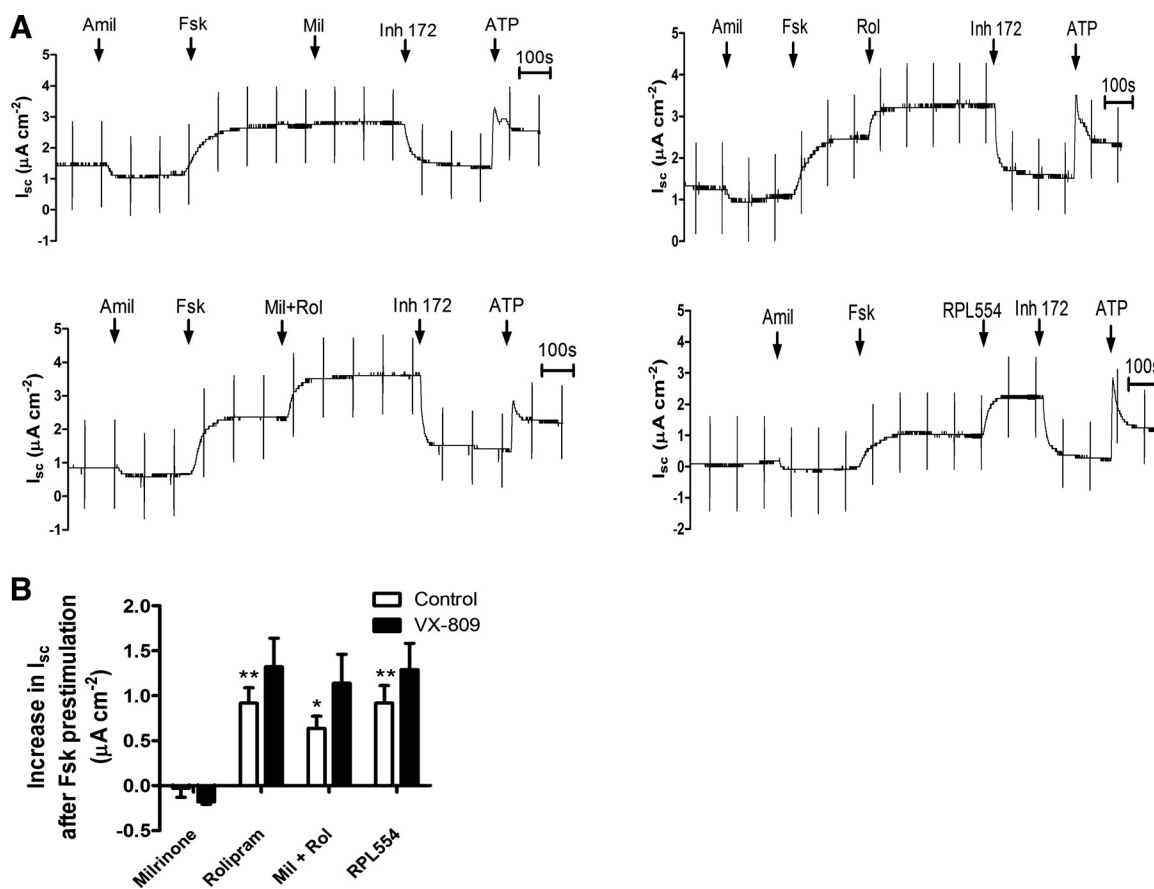 A
Amil Fsk Mil Inh 172 ATP
100s
5
4
3
2
1
0
-1
Isc (μA cm-2)
Amil Fsk Rol Inh 172 ATP
100s
5
4
3
2
1
0
Isc (μA cm-2)
Amil Fsk Mil+Rol Inh 172 ATP
100s
5
4
3
2
1
0
-1
Isc (μA cm-2)
Amil Fsk RPL554 Inh 172 ATP
100s
5
4
3
2
1
0
-1
-2
Isc (μA cm-2)
B
Control
VX-809
Increase in Isc
after Fsk prestimulation
(μA cm-2)
2.0
1.5
1.0
0.5
0.0
-0.5
** * **
Milrinone
Rolipram
Mil + Rol
RPL554